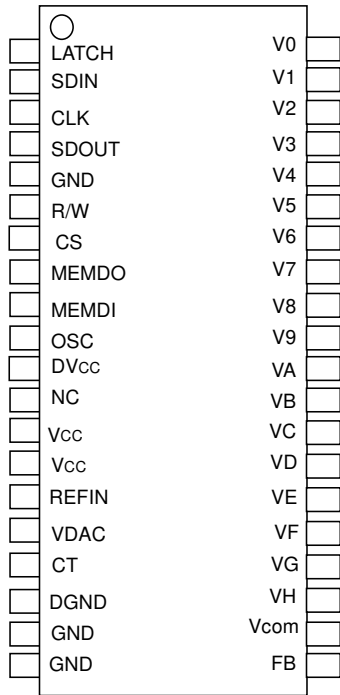 LATCH V0
SDIN V1
CLK V2
SDOUT V3
GND V4
R/W V5
CS V6
MEMDO V7
MEMDI V8
OSC V9
DVCC VA
NC VB
VCC VC
VCC VD
REFIN VE
VDAC VF
CT VG
DGND VH
GND Vcom
GND FB